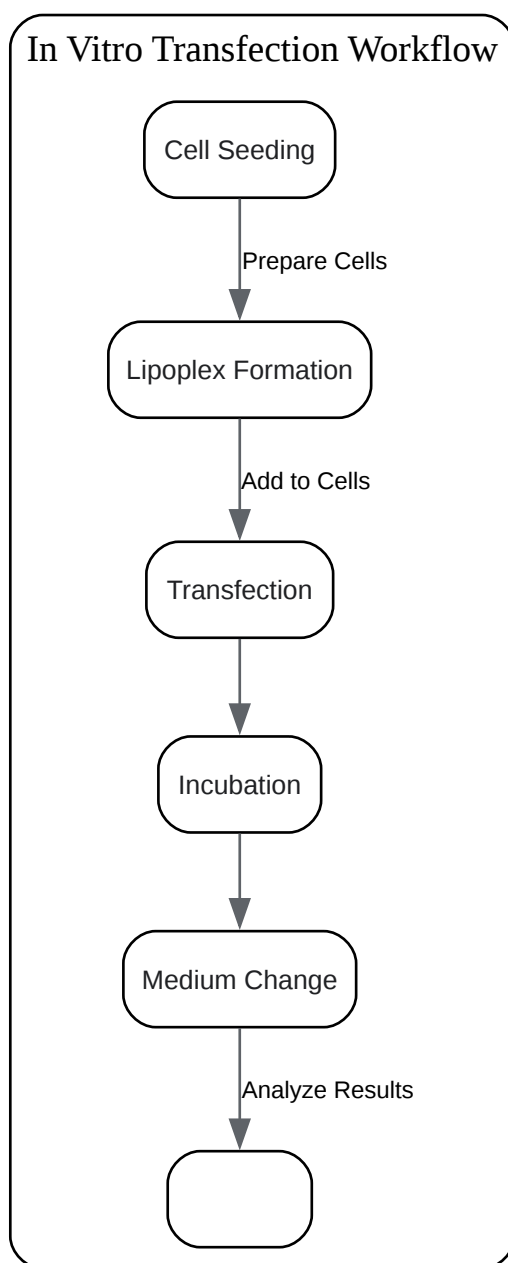 In Vitro Transfection Workflow
Cell Seeding
Prepare Cells
Lipoplex Formation
Add to Cells
Transfection
Incubation
Medium Change
Analyze Results